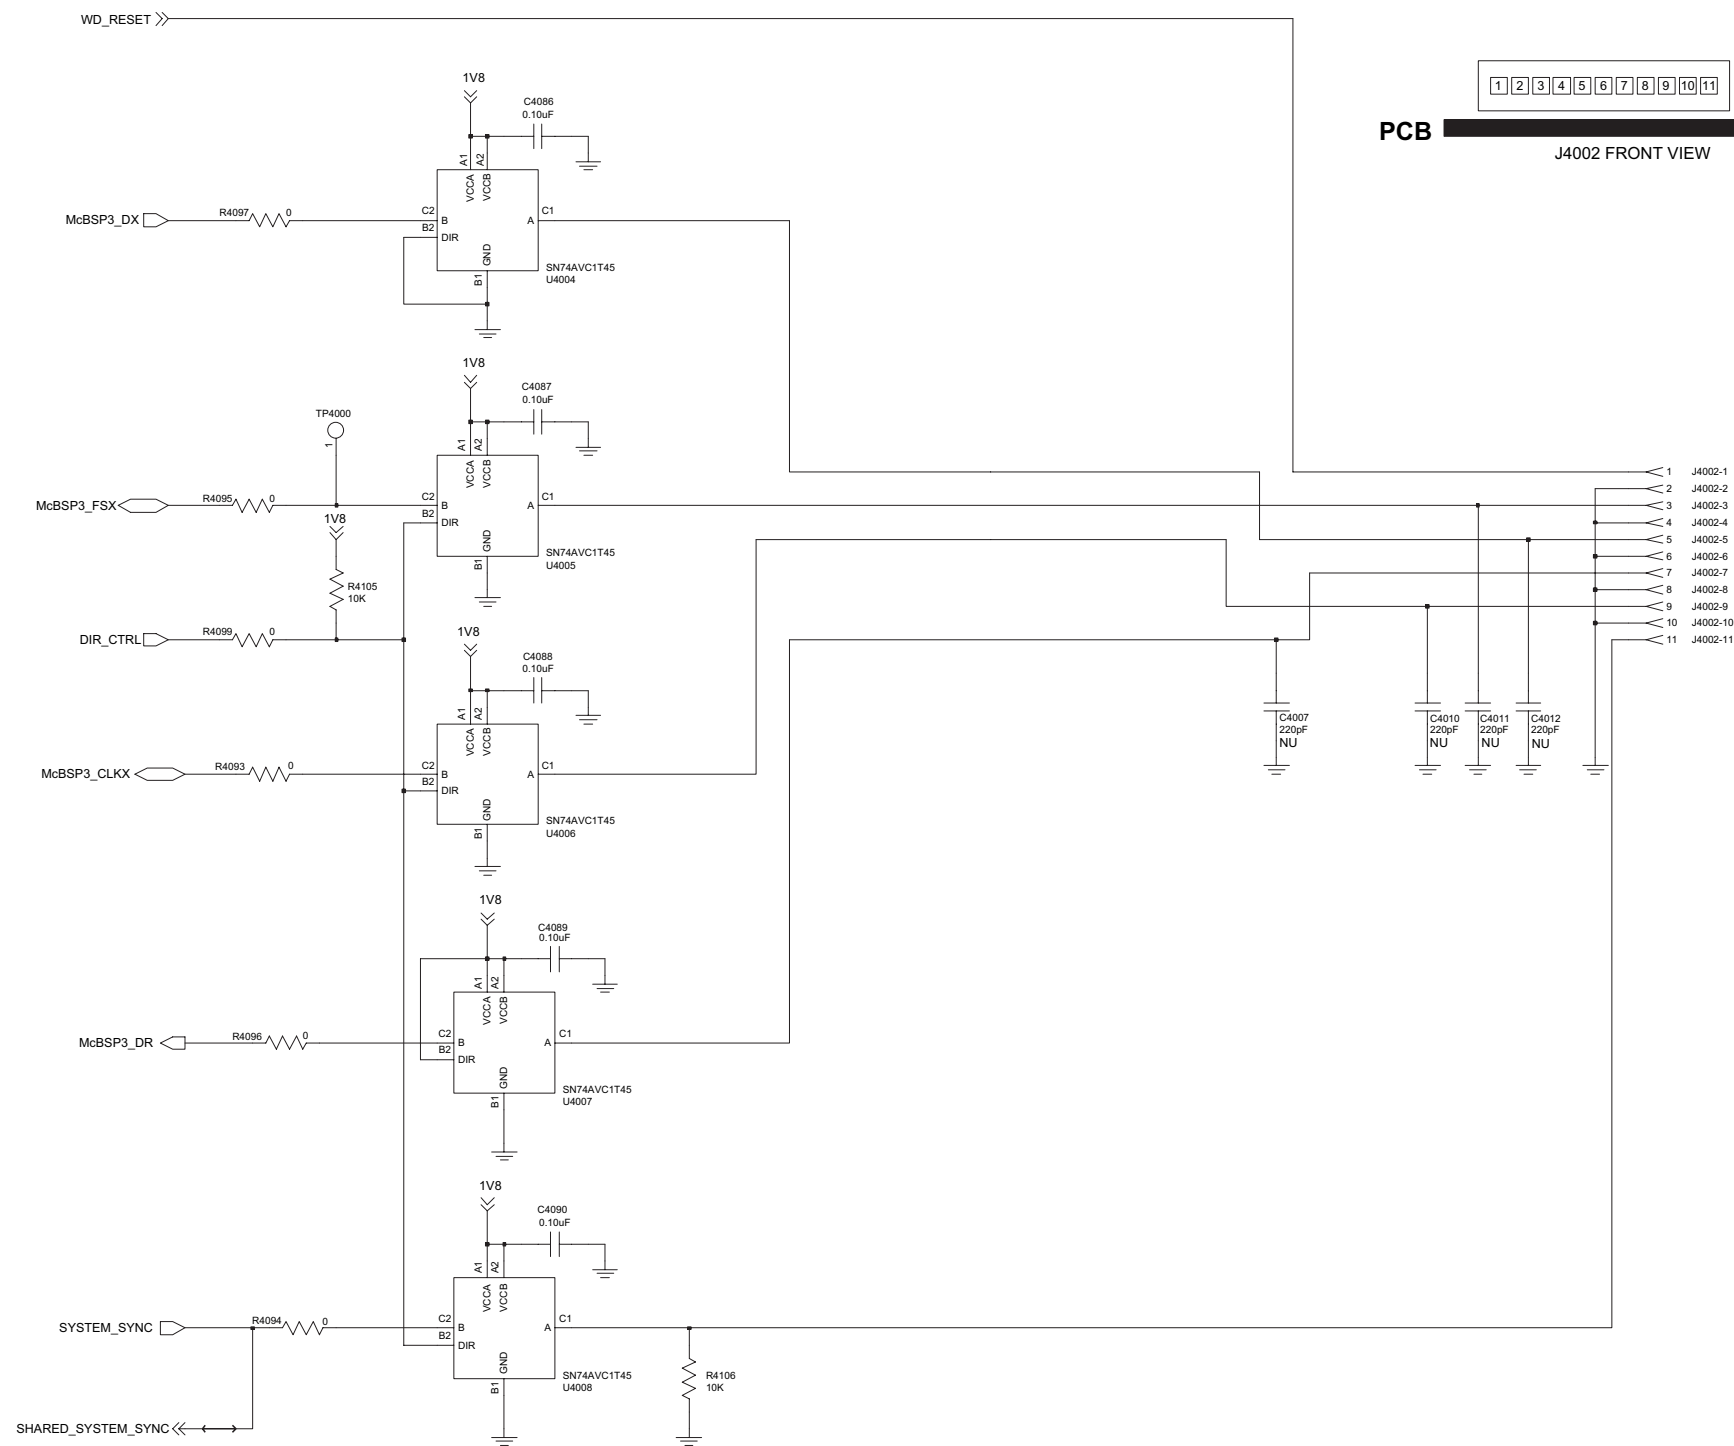 WD_RESET
1V8
C4086
0.10uF
1 2 3 4 5 6 7 8 9 10 11
PCB
J4002 FRONT VIEW
A1
A2
VCCA
VCCB
McBSP3_DX
R4097
0
C2
B
A
C1
B2
DIR
GND
B1
SN74AVC1T45
U4004
1V8
C4087
0.10uF
TP4000
1
A1
A2
VCCA
VCCB
McBSP3_FSX
R4095
0
C2
B
A
C1
B2
DIR
GND
B1
SN74AVC1T45
U4005
1V8
R4105
10K
1 J4002-1
2 J4002-2
3 J4002-3
4 J4002-4
5 J4002-5
6 J4002-6
7 J4002-7
8 J4002-8
9 J4002-9
10 J4002-10
11 J4002-11
DIR_CTRL
R4099
0
1V8
C4088
0.10uF
A1
A2
VCCA
VCCB
C4007
220pF
NU
C4010
220pF
NU
C4011
220pF
NU
C4012
220pF
NU
McBSP3_CLKX
R4093
0
C2
B
A
C1
B2
DIR
GND
B1
SN74AVC1T45
U4006
1V8
C4089
0.10uF
A1
A2
VCCA
VCCB
McBSP3_DR
R4096
0
C2
B
A
C1
B2
DIR
GND
B1
SN74AVC1T45
U4007
1V8
C4090
0.10uF
A1
A2
VCCA
VCCB
SYSTEM_SYNC
R4094
0
C2
B
A
C1
B2
DIR
GND
B1
SN74AVC1T45
U4008
R4106
10K
SHARED_SYSTEM_SYNC